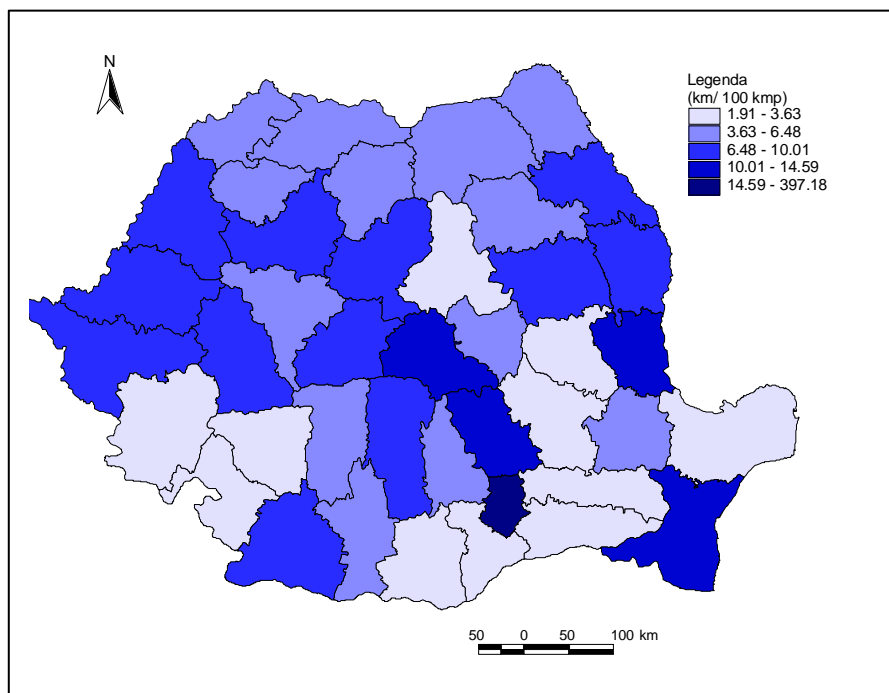 N
Legenda
(km/ 100 kmp)
1.91 - 3.63
3.63 - 6.48
6.48 - 10.01
10.01 - 14.59
14.59 - 397.18
50 0 50 100 km